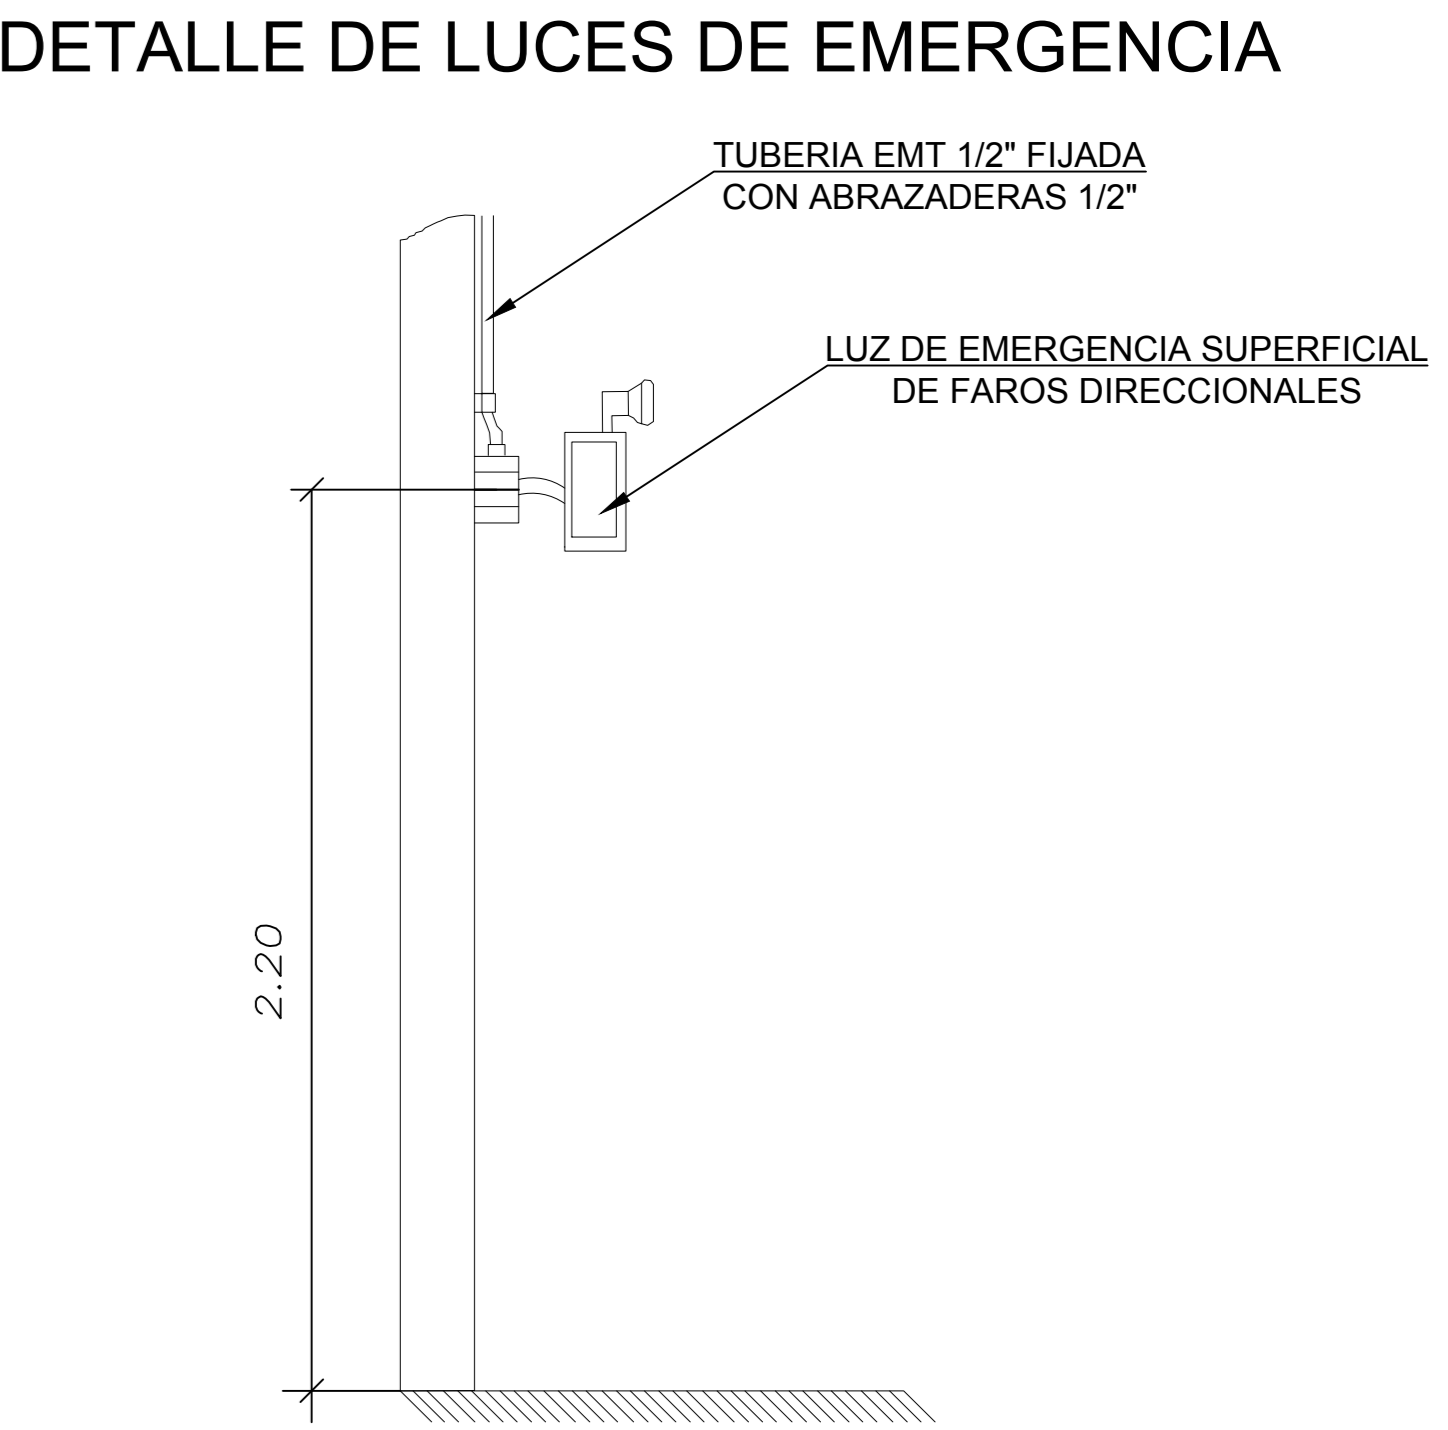 DETALLE DE LUCES DE EMERGENCIA
TUBERIA EMT 1/2" FIJADA
CON ABRAZADERAS 1/2"
LUZ DE EMERGENCIA SUPERFICIAL
DE FAROS DIRECCIONALES
2.20